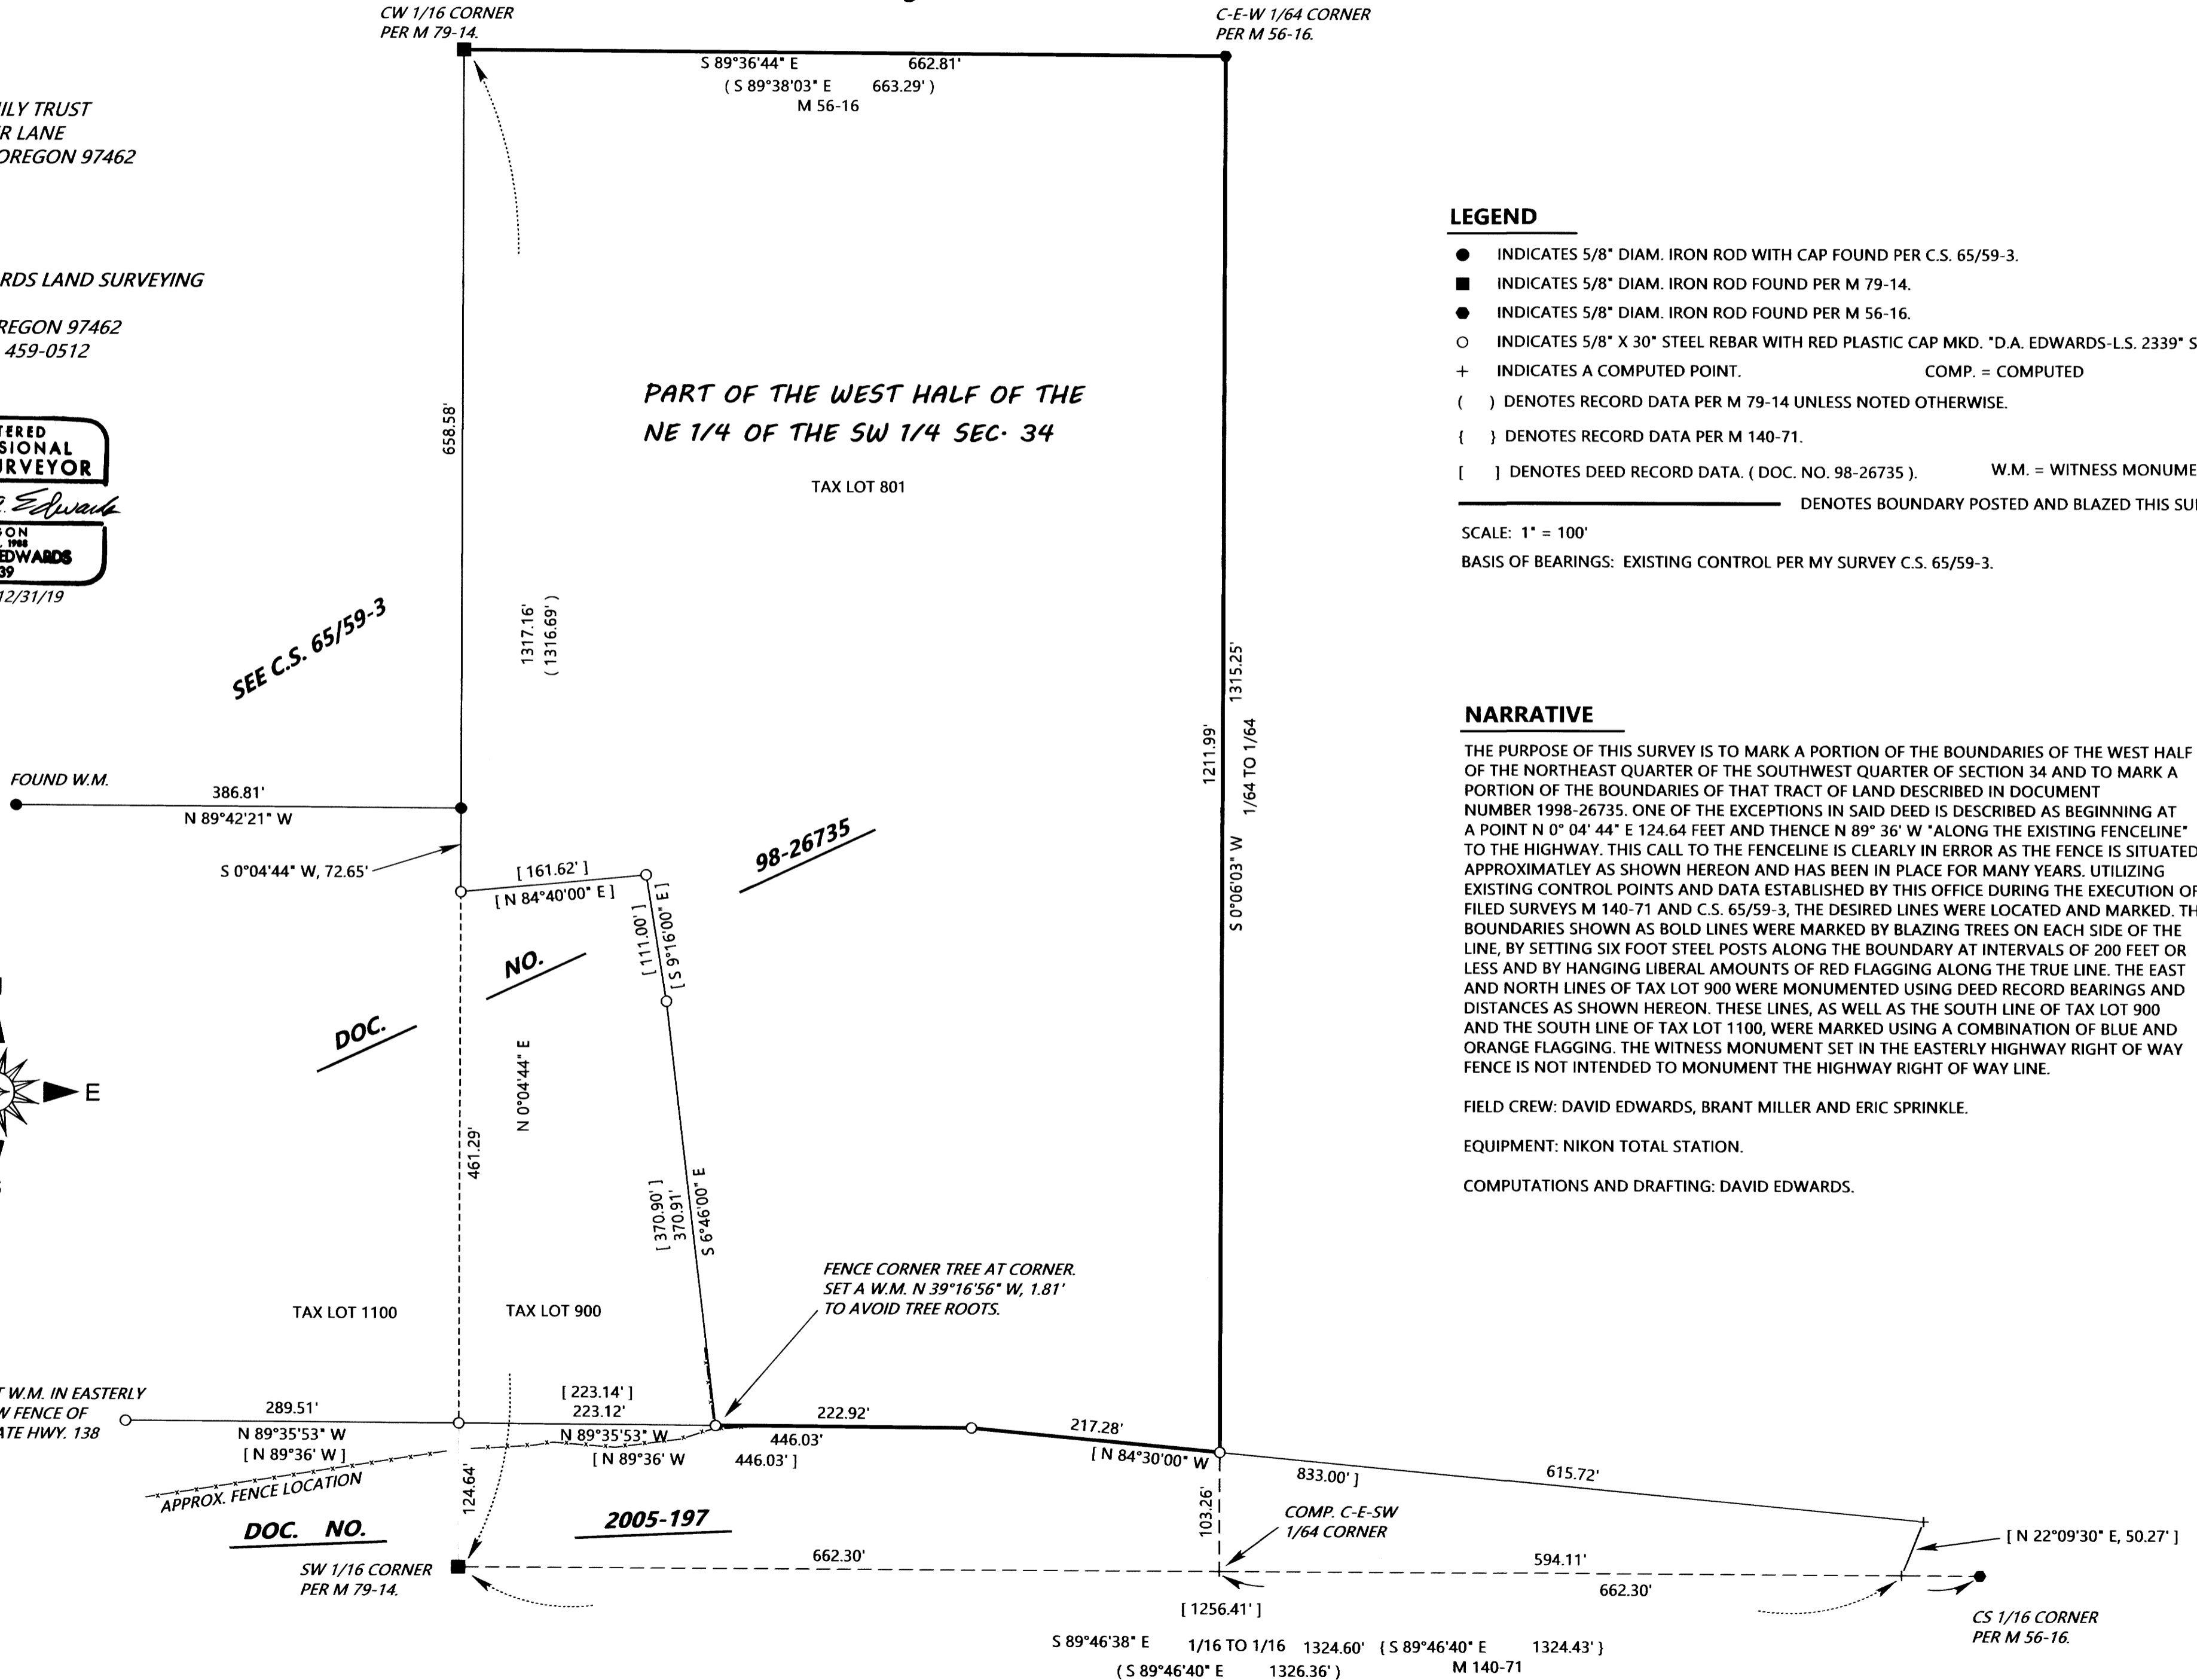 CW 1/16 CORNER
PER M 79-14.
C-E-W 1/64 CORNER
PER M 56-16.
S 89°36'44" E 662.81'
( S 89°38'03" E 663.29' )
M 56-16
ILY TRUST
R LANE
OREGON 97462
RDS LAND SURVEYING
REGON 97462
459-0512
TERED
SIONAL
URVEYOR
Edwards
ON
1988
EDWARDS
39
12/31/19
658.58'
PART OF THE WEST HALF OF THE
NE 1/4 OF THE SW 1/4 SEC. 34
TAX LOT 801
SEE C.S. 65/59-3
1317.16'
( 1316.69' )
1315.25'
1211.99'
1/64 TO 1/64
S 0°06'03" W
FOUND W.M.
386.81'
N 89°42'21" W
S 0°04'44" W, 72.65'
[ 161.62' ]
[ N 84°40'00" E ]
[ 111.00' ]
[ S 9°16'00" E ]
DOC. NO. 98-26735
N 0°04'44" E
461.29'
E
[ 370.90' ]
370.91'
S 6°46'00" E
FENCE CORNER TREE AT CORNER.
SET A W.M. N 39°16'56" W, 1.81'
TO AVOID TREE ROOTS.
TAX LOT 1100
TAX LOT 900
T W.M. IN EASTERLY
W FENCE OF
ATE HWY. 138
289.51'
N 89°35'53" W
[ N 89°36' W ]
[ 223.14' ]
223.12'
N 89°35'53" W 446.03'
[ N 89°36' W 446.03' ]
222.92'
217.28'
[ N 84°30'00" W 833.00' ]
615.72'
APPROX. FENCE LOCATION
124.64'
103.26'
COMP. C-E-SW
1/64 CORNER
DOC. NO. 2005-197
SW 1/16 CORNER
PER M 79-14.
662.30'
594.11'
662.30'
[ N 22°09'30" E, 50.27' ]
[ 1256.41' ]
CS 1/16 CORNER
PER M 56-16.
S 89°46'38" E 1/16 TO 1/16 1324.60' { S 89°46'40" E 1324.43' }
( S 89°46'40" E 1326.36' ) M 140-71
LEGEND
INDICATES 5/8" DIAM. IRON ROD WITH CAP FOUND PER C.S. 65/59-3.
INDICATES 5/8" DIAM. IRON ROD FOUND PER M 79-14.
INDICATES 5/8" DIAM. IRON ROD FOUND PER M 56-16.
INDICATES 5/8" X 30" STEEL REBAR WITH RED PLASTIC CAP MKD. "D.A. EDWARDS-L.S. 2339" S
+ INDICATES A COMPUTED POINT. COMP. = COMPUTED
( ) DENOTES RECORD DATA PER M 79-14 UNLESS NOTED OTHERWISE.
{ } DENOTES RECORD DATA PER M 140-71.
[ ] DENOTES DEED RECORD DATA. ( DOC. NO. 98-26735 ). W.M. = WITNESS MONUME
DENOTES BOUNDARY POSTED AND BLAZED THIS SU
SCALE: 1" = 100'
BASIS OF BEARINGS: EXISTING CONTROL PER MY SURVEY C.S. 65/59-3.
NARRATIVE
THE PURPOSE OF THIS SURVEY IS TO MARK A PORTION OF THE BOUNDARIES OF THE WEST HALF
OF THE NORTHEAST QUARTER OF THE SOUTHWEST QUARTER OF SECTION 34 AND TO MARK A
PORTION OF THE BOUNDARIES OF THAT TRACT OF LAND DESCRIBED IN DOCUMENT
NUMBER 1998-26735. ONE OF THE EXCEPTIONS IN SAID DEED IS DESCRIBED AS BEGINNING AT
A POINT N 0° 04' 44" E 124.64 FEET AND THENCE N 89° 36' W "ALONG THE EXISTING FENCELINE"
TO THE HIGHWAY. THIS CALL TO THE FENCELINE IS CLEARLY IN ERROR AS THE FENCE IS SITUATED
APPROXIMATLEY AS SHOWN HEREON AND HAS BEEN IN PLACE FOR MANY YEARS. UTILIZING
EXISTING CONTROL POINTS AND DATA ESTABLISHED BY THIS OFFICE DURING THE EXECUTION OF
FILED SURVEYS M 140-71 AND C.S. 65/59-3, THE DESIRED LINES WERE LOCATED AND MARKED. TH
BOUNDARIES SHOWN AS BOLD LINES WERE MARKED BY BLAZING TREES ON EACH SIDE OF THE
LINE, BY SETTING SIX FOOT STEEL POSTS ALONG THE BOUNDARY AT INTERVALS OF 200 FEET OR
LESS AND BY HANGING LIBERAL AMOUNTS OF RED FLAGGING ALONG THE TRUE LINE. THE EAST
AND NORTH LINES OF TAX LOT 900 WERE MONUMENTED USING DEED RECORD BEARINGS AND
DISTANCES AS SHOWN HEREON. THESE LINES, AS WELL AS THE SOUTH LINE OF TAX LOT 900
AND THE SOUTH LINE OF TAX LOT 1100, WERE MARKED USING A COMBINATION OF BLUE AND
ORANGE FLAGGING. THE WITNESS MONUMENT SET IN THE EASTERLY HIGHWAY RIGHT OF WAY
FENCE IS NOT INTENDED TO MONUMENT THE HIGHWAY RIGHT OF WAY LINE.
FIELD CREW: DAVID EDWARDS, BRANT MILLER AND ERIC SPRINKLE.
EQUIPMENT: NIKON TOTAL STATION.
COMPUTATIONS AND DRAFTING: DAVID EDWARDS.